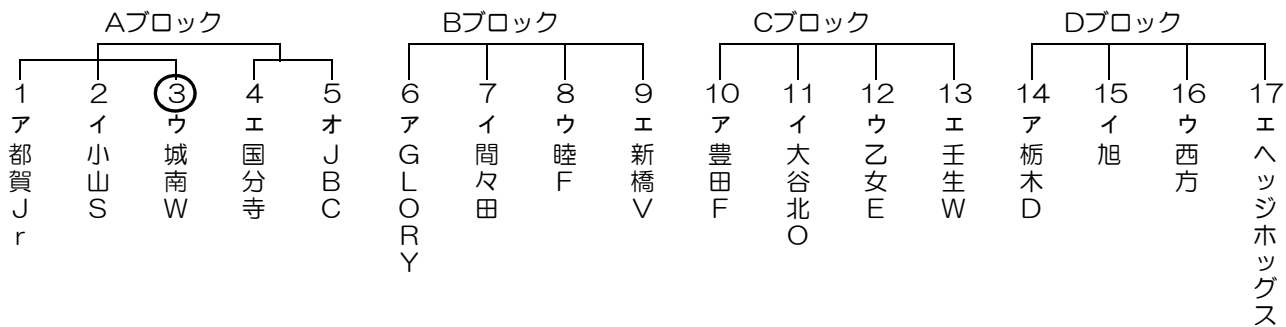 Aブロック Bブロック Cブロック Dブロック
1 2 3 4 5 6 7 8 9 10 11 12 13 14 15 16 17
ア イ ウ エ オ ア イ ウ エ ア イ ウ エ ア イ ウ エ
都賀Jr
小山S
城南W
国分寺
JBC
GLORY
間々田
睦F
新橋V
豊田F
大谷北O
乙女E
壬生W
栃木D
旭
西方
ヘッジホッグス